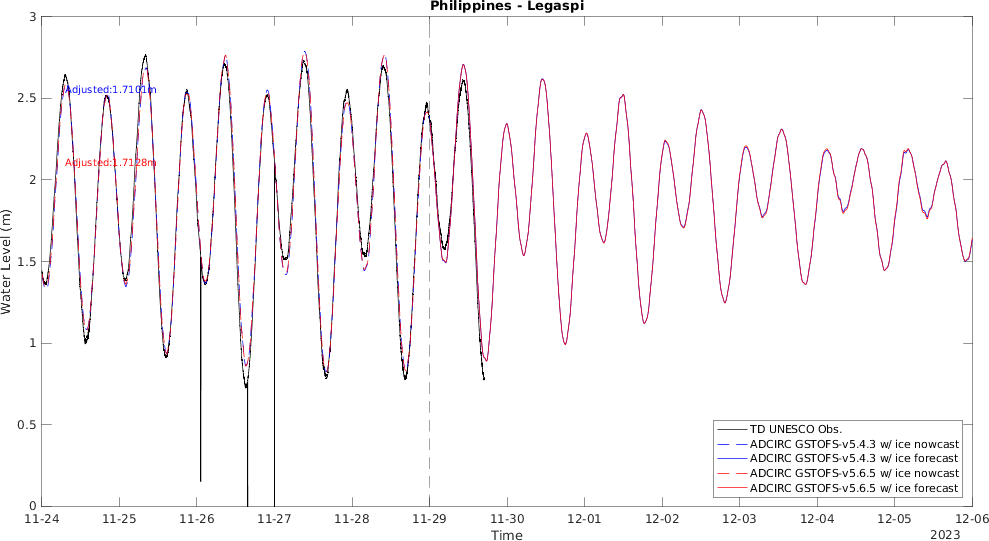 Philippines - Legaspi
3
2.5
2
1.5
1
0.5
0
Water Level (m)
Adjusted:1.7101m
Adjusted:1.7128m
TD UNESCO Obs.
ADCIRC GSTOFS-v5.4.3 w/ ice nowcast
ADCIRC GSTOFS-v5.4.3 w/ ice forecast
ADCIRC GSTOFS-v5.6.5 w/ ice nowcast
ADCIRC GSTOFS-v5.6.5 w/ ice forecast
11-24 11-25 11-26 11-27 11-28 11-29 11-30 12-01 12-02 12-03 12-04 12-05 12-06
Time
2023